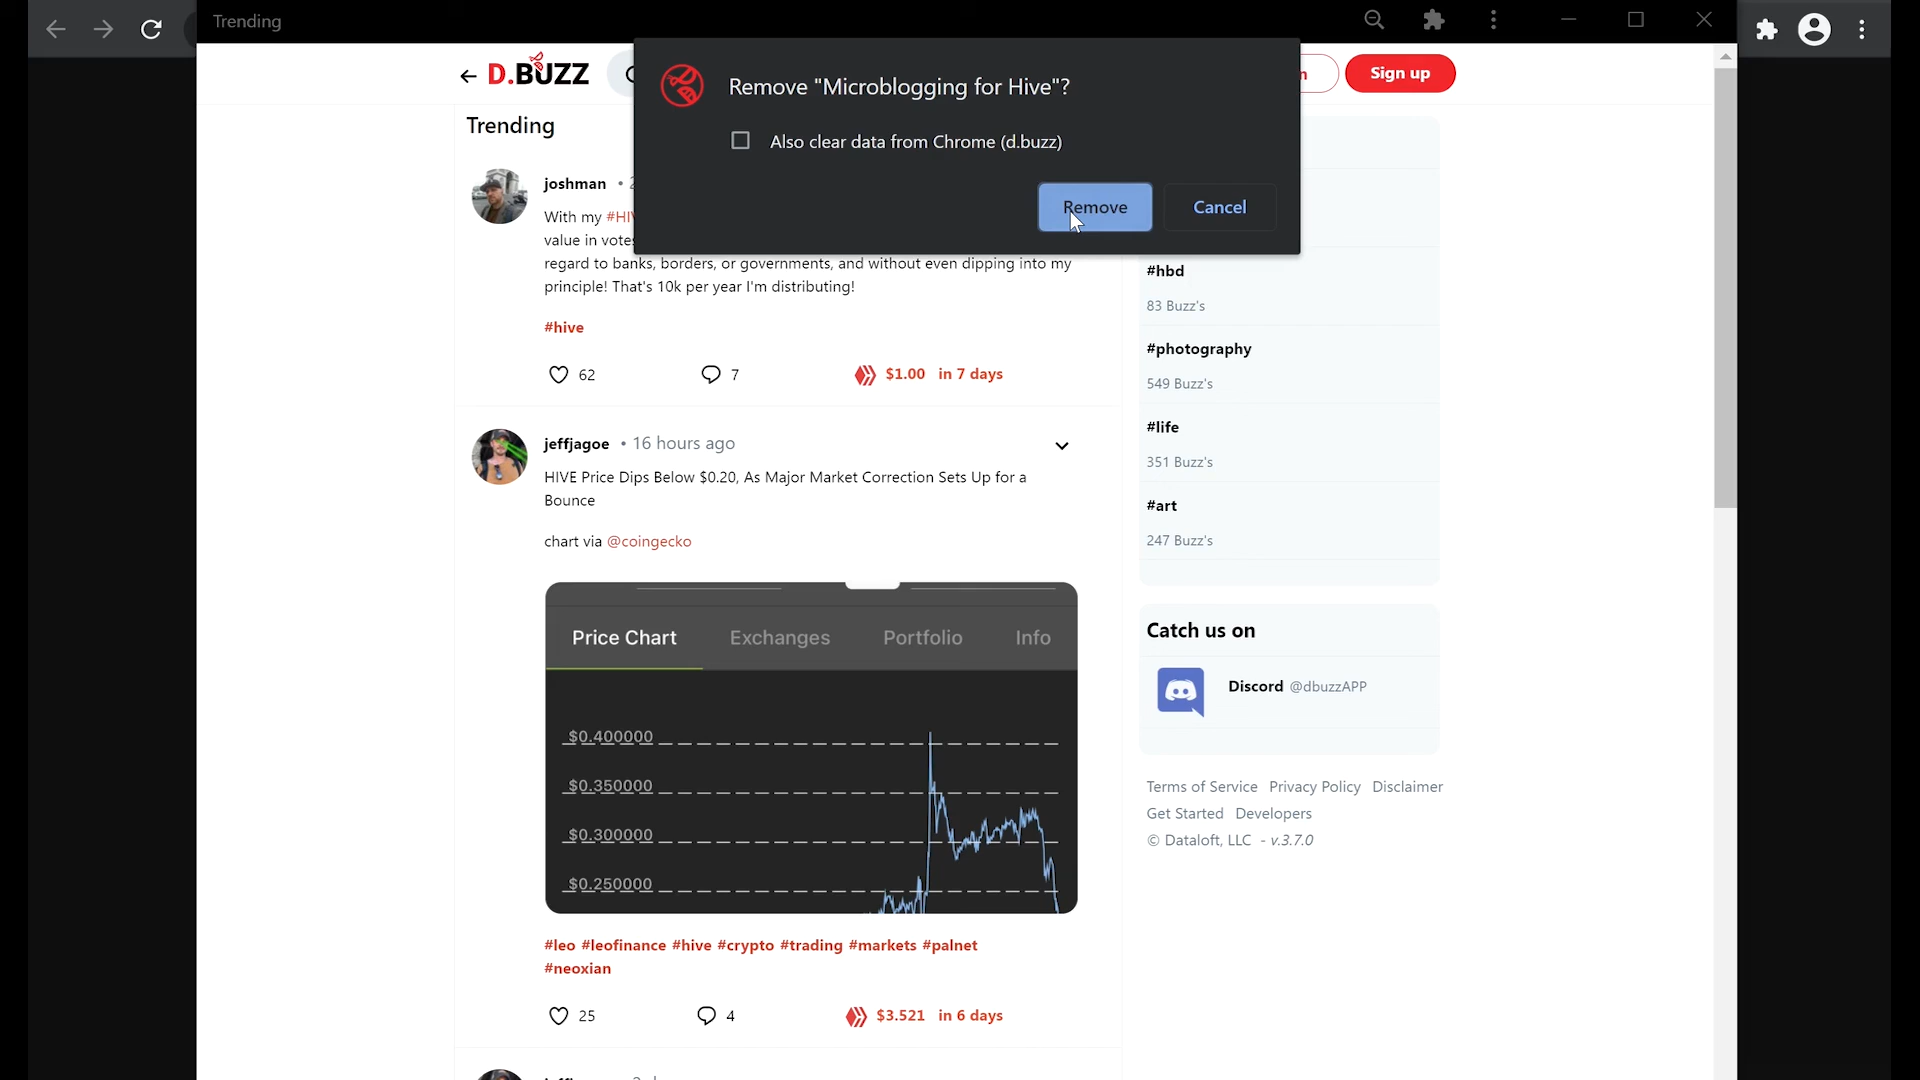 Trending
D.BUZZ
Sign up
Remove "Microblogging for Hive"?
Also clear data from Chrome (d.buzz)
Remove
Cancel
Trending
joshman •
With my #HIV
value in votes
regard to banks, borders, or governments, and without even dipping into my
principle! That's 10k per year I'm distributing!
#hive
62
7
$1.00 in 7 days
jeffjagoe • 16 hours ago
HIVE Price Dips Below $0.20, As Major Market Correction Sets Up for a
Bounce
chart via @coingecko
Price Chart Exchanges Portfolio Info
$0.400000
$0.350000
$0.300000
$0.250000
#leo #leofinance #hive #crypto #trading #markets #palnet
#neoxian
25
4
$3.521 in 6 days
#hbd
83 Buzz's
#photography
549 Buzz's
#life
351 Buzz's
#art
247 Buzz's
Catch us on
Discord @dbuzzAPP
Terms of Service Privacy Policy Disclaimer
Get Started Developers
© Dataloft, LLC - v.3.7.0